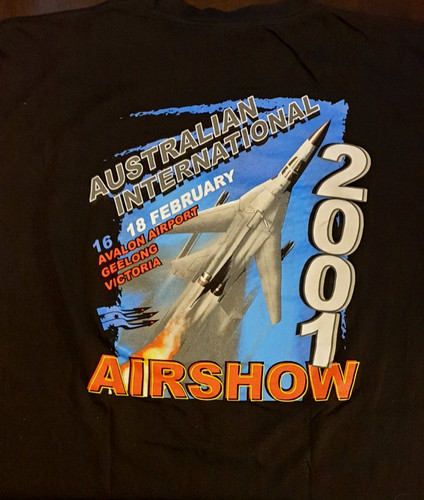 AUSTRALIAN
INTERNATIONAL
16 18 FEBRUARY
AVALON AIRPORT
GEELONG
VICTORIA
2001
AIRSHOW